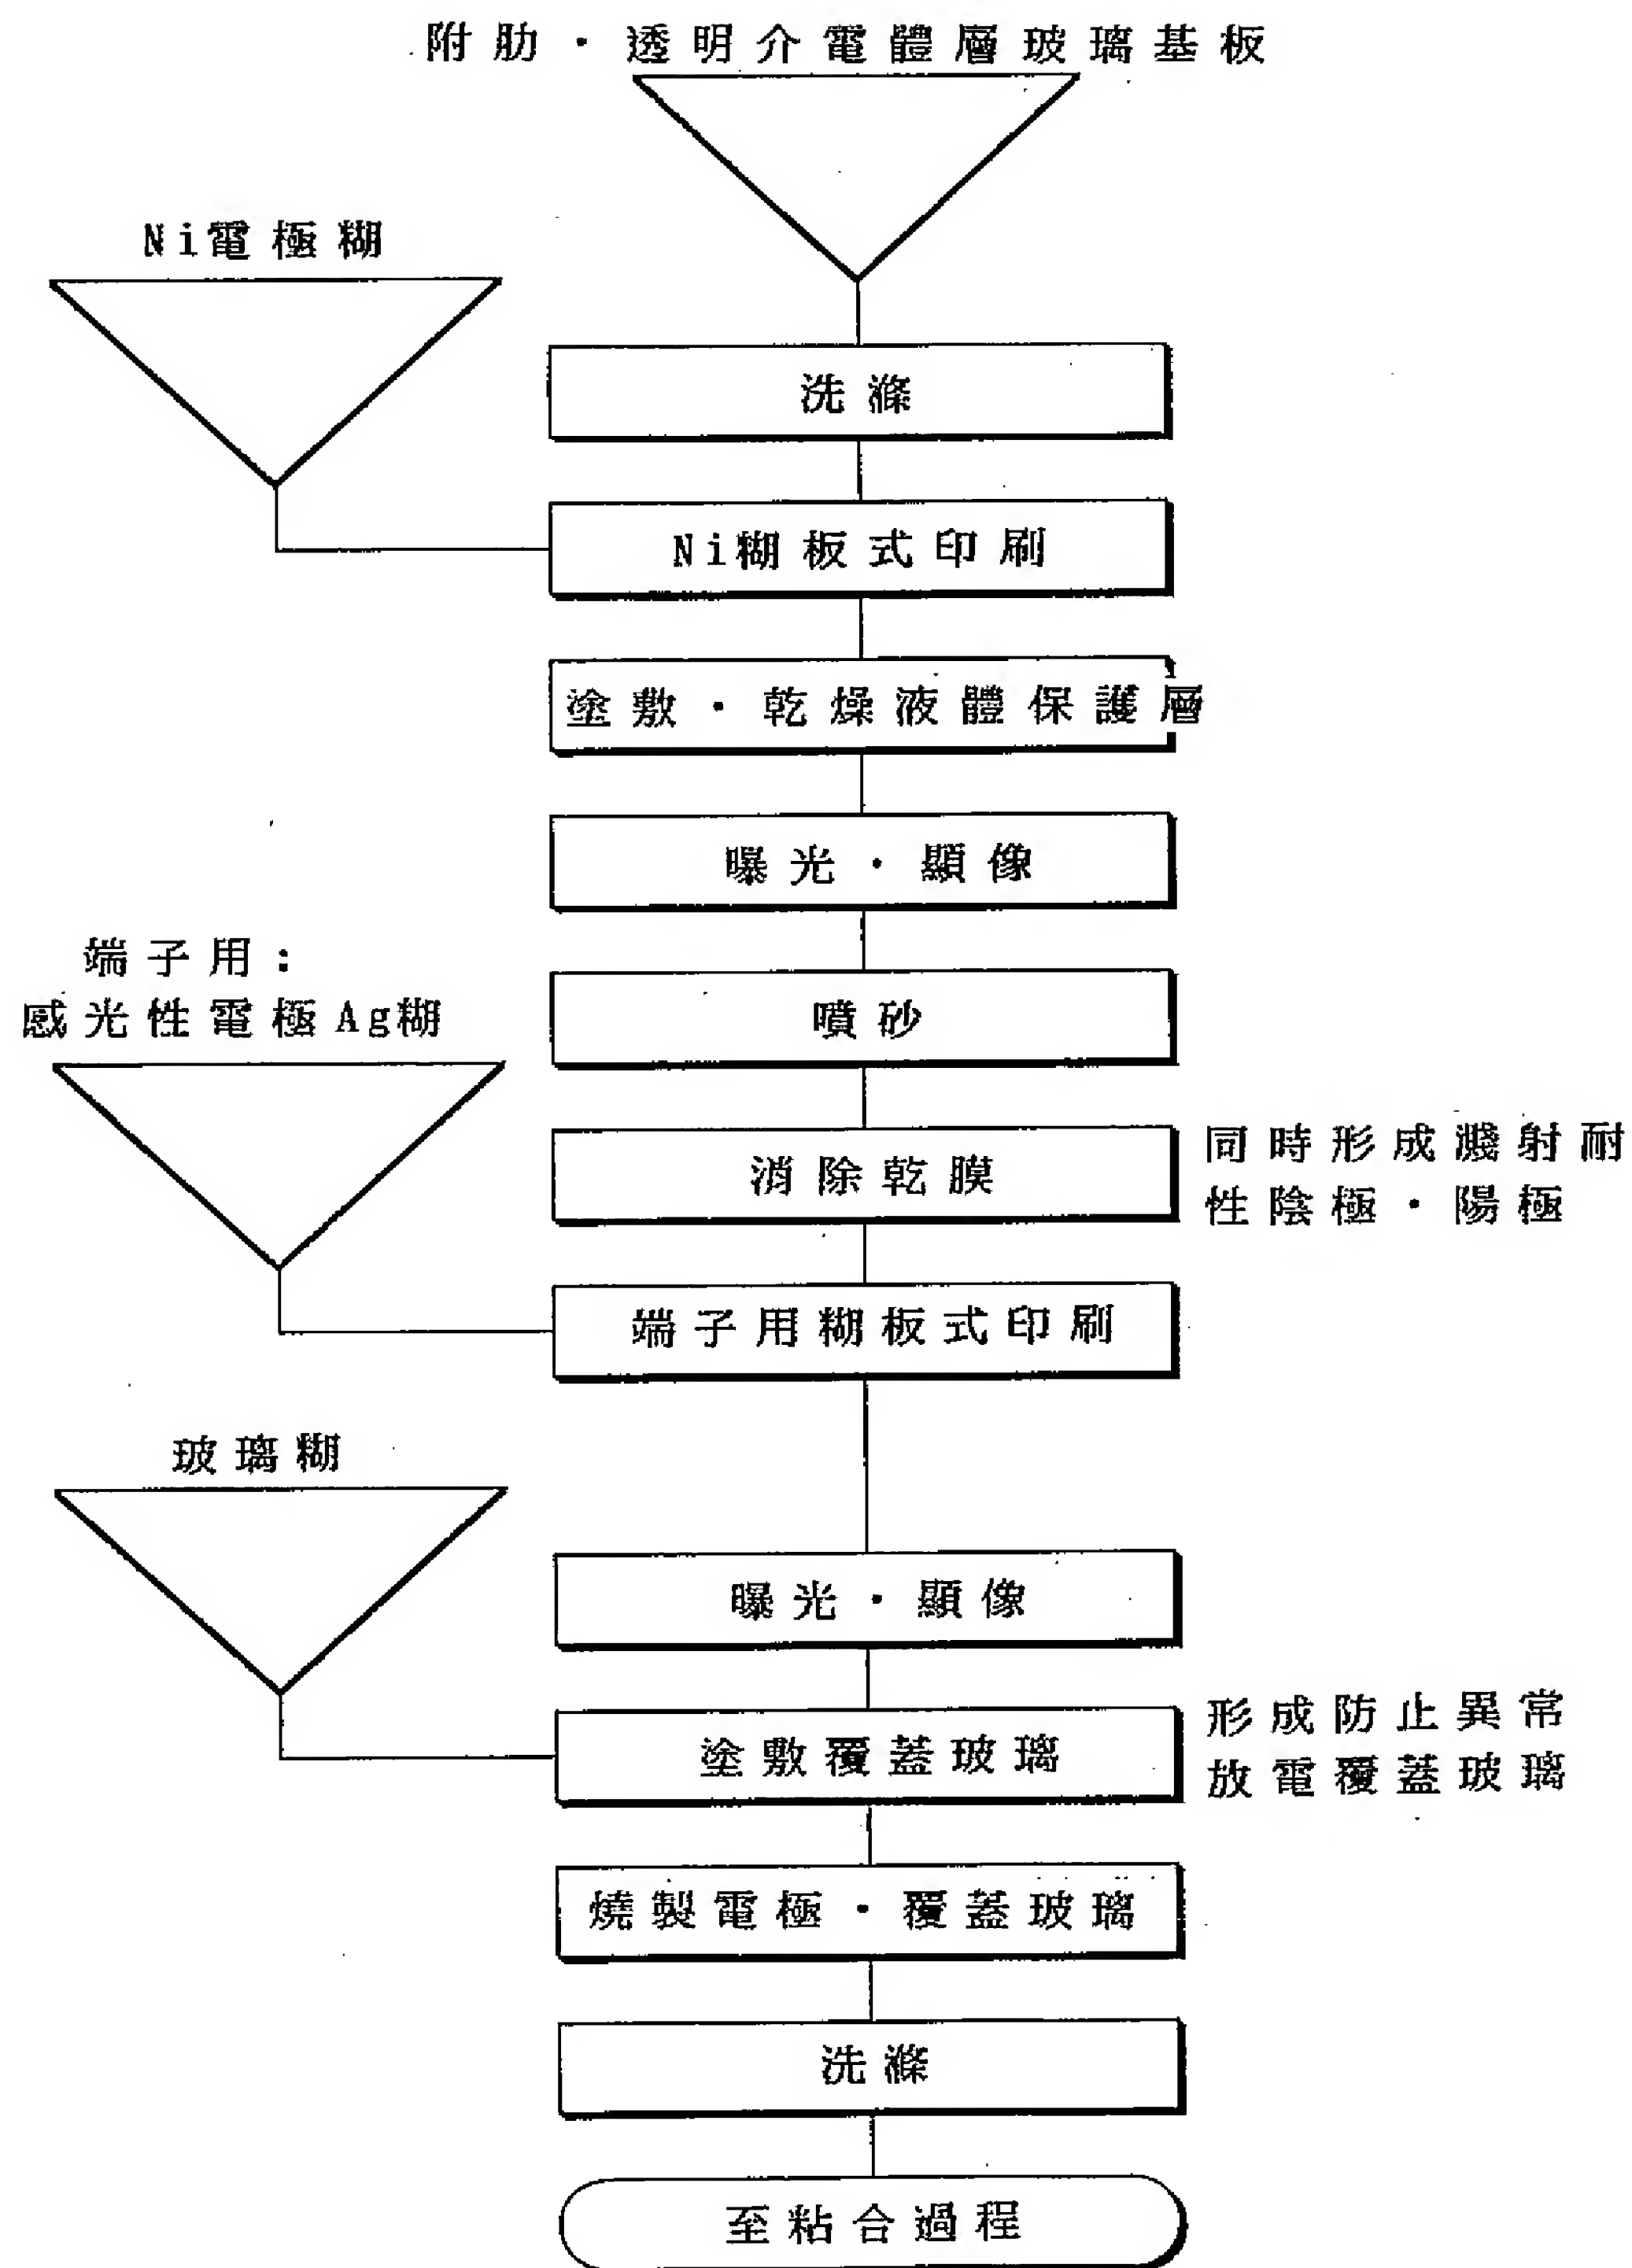 附肋·透明介電體層玻璃基板
Ni電極糊
洗滌
Ni糊板式印刷
塗敷·乾燥液體保護層
曝光·顯像
端子用:
感光性電極Ag糊
噴砂
消除乾膜
同時形成濺射耐
性陰極·陽極
端子用糊板式印刷
玻璃糊
曝光·顯像
塗敷覆蓋玻璃
形成防止異常
放電覆蓋玻璃
燒製電極·覆蓋玻璃
洗滌
至粘合過程